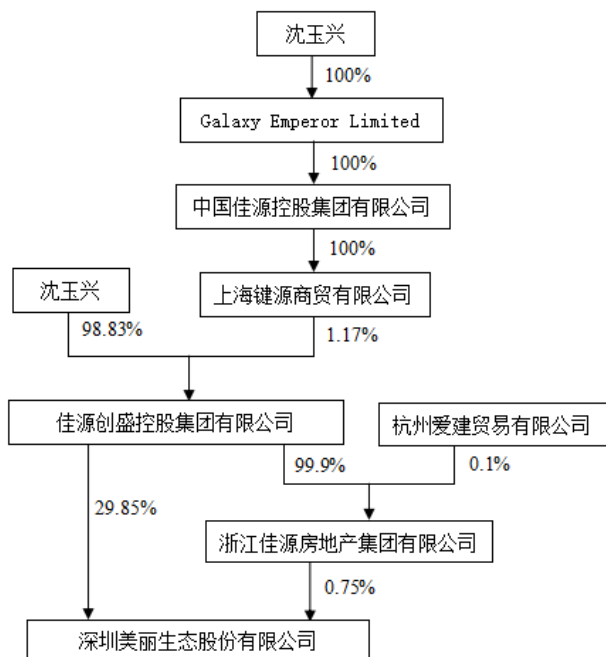 沈玉兴
100%
Galaxy Emperor Limited
100%
中国佳源控股集团有限公司
100%
沈玉兴
上海键源商贸有限公司
98.83%
1.17%
佳源创盛控股集团有限公司
杭州爱建贸易有限公司
99.9%
0.1%
29.85%
浙江佳源房地产集团有限公司
0.75%
深圳美丽生态股份有限公司